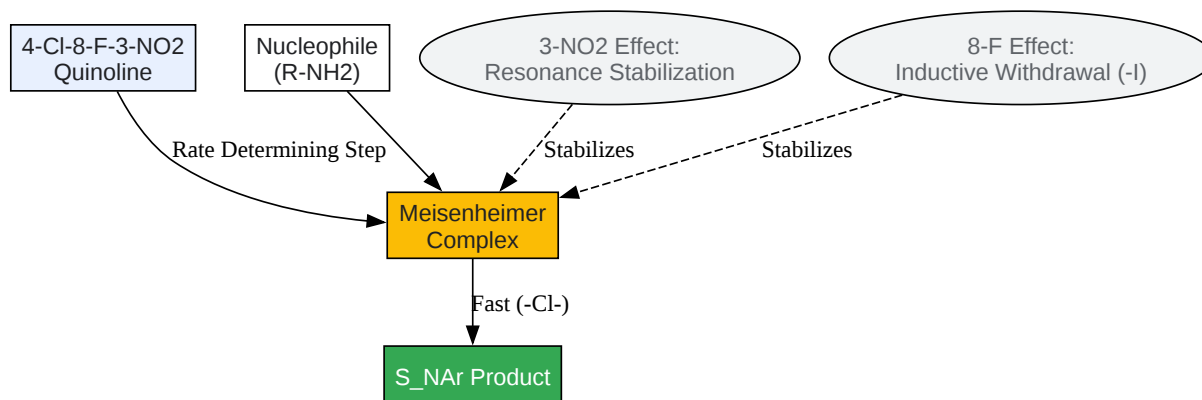 4-Cl-8-F-3-NO2
Quinoline
Nucleophile
(R-NH2)
3-NO2 Effect:
Resonance Stabilization
8-F Effect:
Inductive Withdrawal (-I)
Rate Determining Step
Stabilizes
Stabilizes
Meisenheimer
Complex
Fast (-Cl-)
S_NAr Product